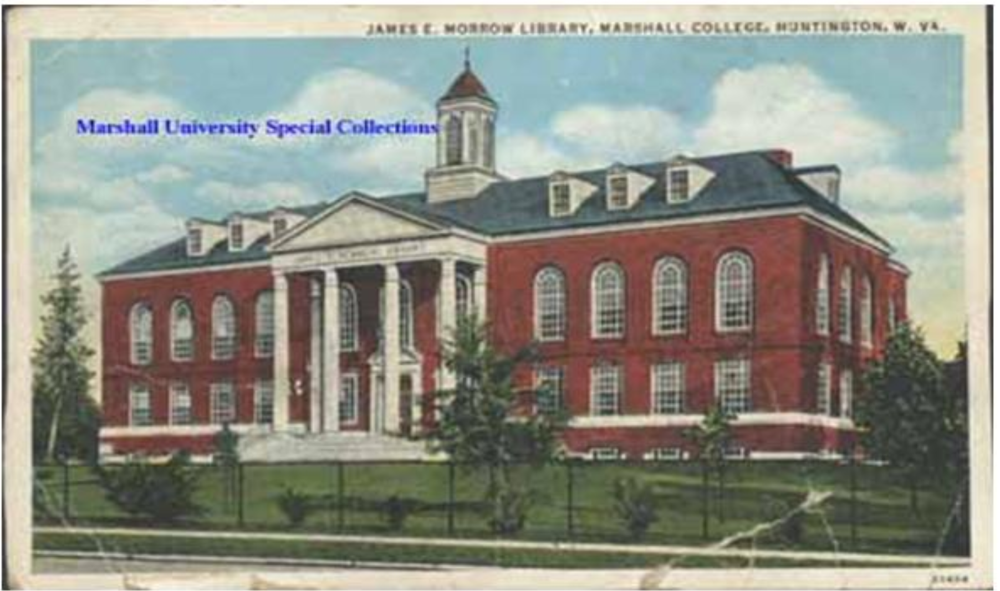 JAMES E. MORROW LIBRARY, MARSHALL COLLEGE, HUNTINGTON, W. VA.
Marshall University Special Collections